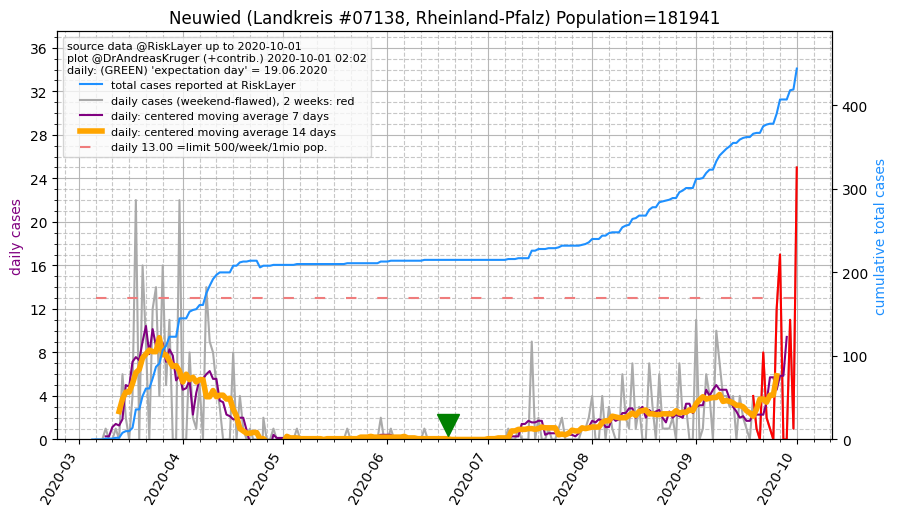 Neuwied (Landkreis #07138, Rheinland-Pfalz) Population=181941
source data @RiskLayer up to 2020-10-01
plot @DrAndreasKruger (+contrib.) 2020-10-01 02:02
daily: (GREEN) 'expectation day' = 19.06.2020
total cases reported at RiskLayer
daily cases (weekend-flawed), 2 weeks: red
daily: centered moving average 7 days
daily: centered moving average 14 days
daily 13.00 =limit 500/week/1mio pop.
daily cases
36
32
28
24
20
16
12
8
4
0
cumulative total cases
400
300
200
100
0
2020-03
2020-04
2020-05
2020-06
2020-07
2020-08
2020-09
2020-10